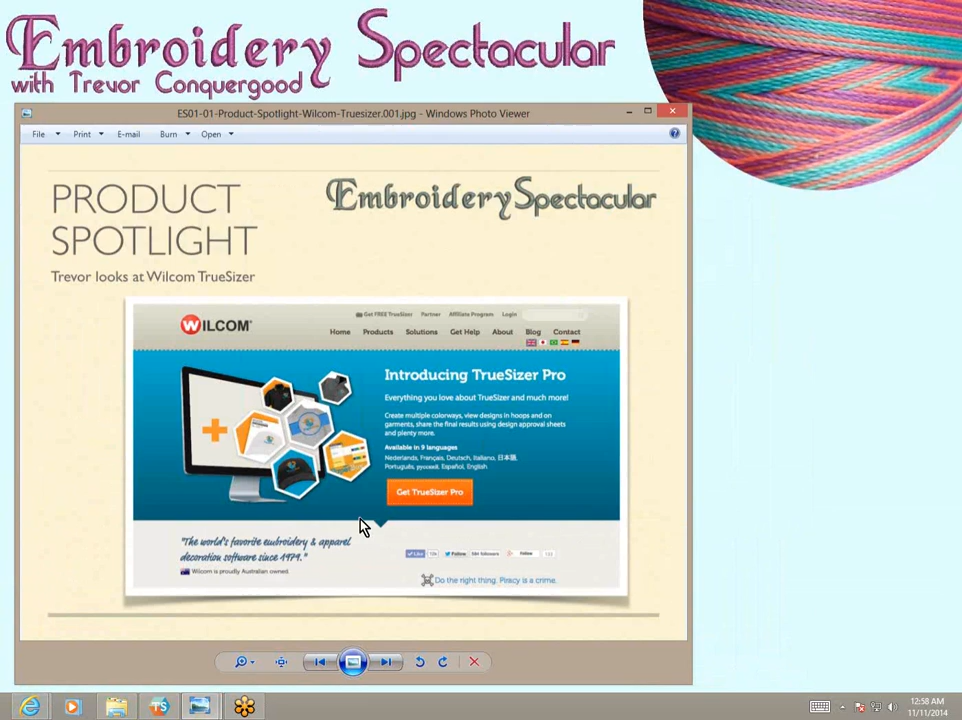 Embroidery Spectacular
with Trevor Conquergood
ES01-01-Product-Spotlight-Wilcom-Truesizer.001.jpg - Windows Photo Viewer
File Print E-mail Burn Open
PRODUCT
SPOTLIGHT
EmbroiderySpectacular
Trevor looks at Wilcom TrueSizer
Get FREE TrueSizer Partner Affiliate Program Login
WILCOM
Home Products Solutions Get Help About Blog Contact
Introducing TrueSizer Pro
Everything you love about TrueSizer and much more!
Create multiple colorways, view designs in hoops and on
garments, share the final results using design approval sheets
and plenty more.
Available in 9 languages
Nederlands, Français, Deutsch, Italiano, 日本語,
Português, русский, Español, English
Get TrueSizer Pro
"The world's favorite embroidery & apparel
decoration software since 1979."
Wilcom is proudly Australian owned.
Like Follow followers Follow
Do the right thing. Piracy is a crime.
TS
12:58 AM
11/11/2014